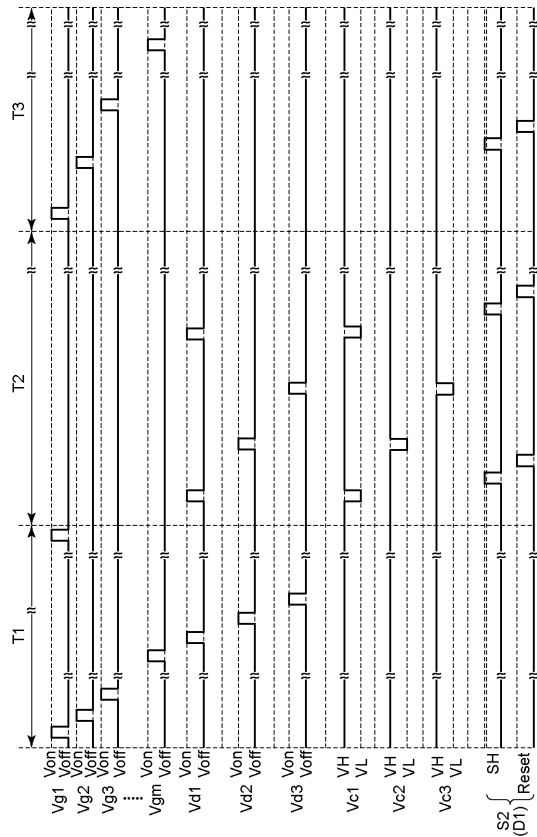 T1 T2 T3
Vg1 Von Voff
Vg2 Von Voff
Vg3 Von Voff
......
Vgm Von Voff
Vd1 Von Voff
Vd2 Von Voff
Vd3 Von Voff
Vc1 VH VL
Vc2 VH VL
Vc3 VH VL
S2 (D1) SH
Reset